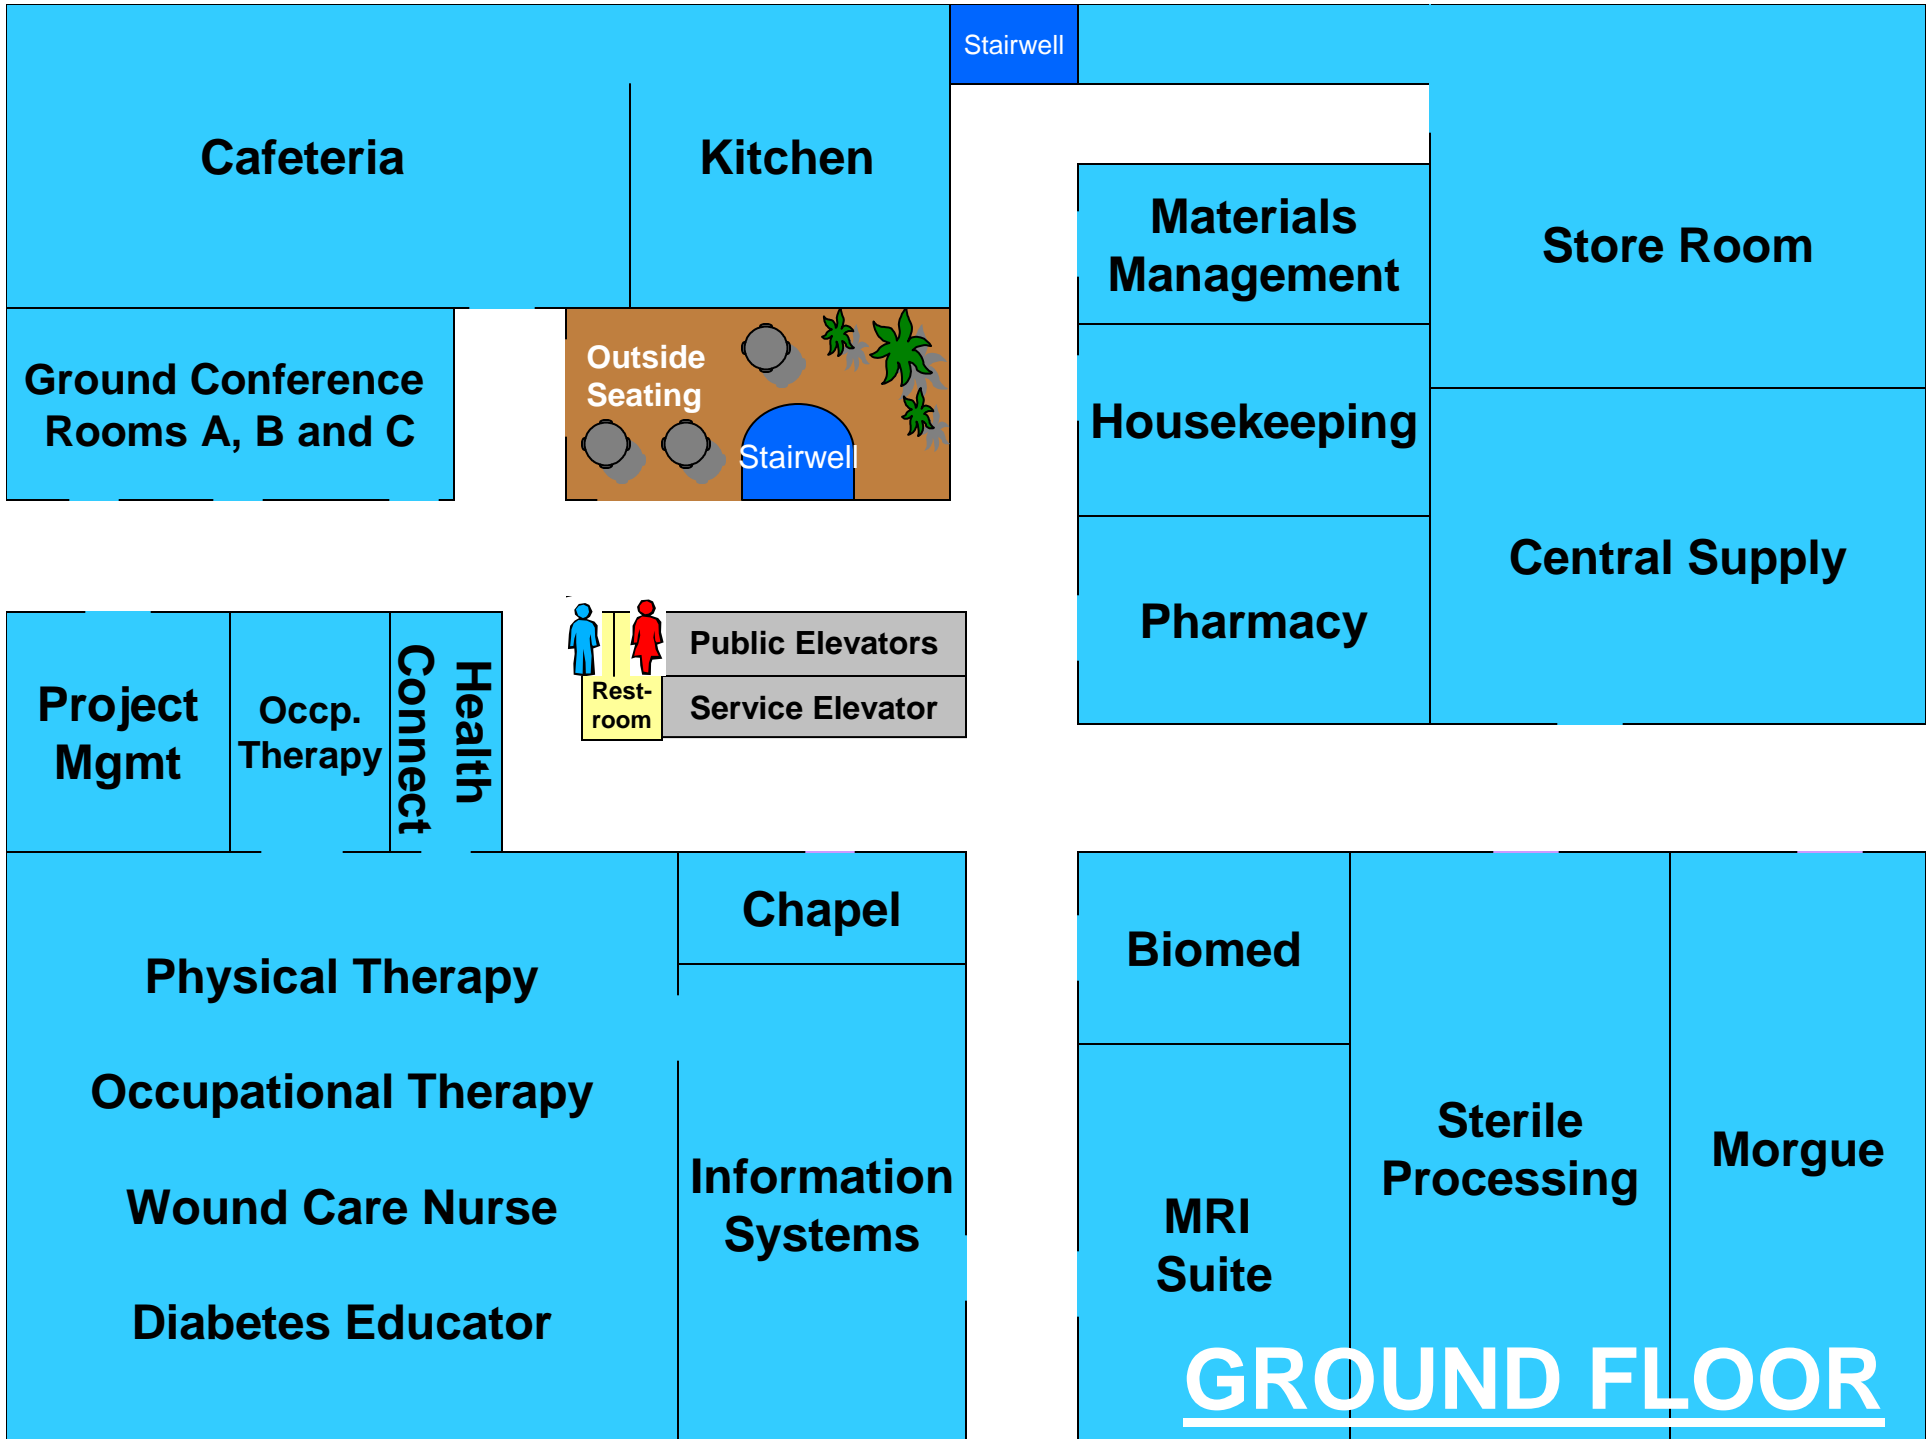 Stairwell
Cafeteria
Kitchen
Materials
Management
Store Room
Ground Conference
Rooms A, B and C
Outside
Seating
Stairwell
Housekeeping
Central Supply
Pharmacy
Project
Mgmt
Occp.
Therapy
Health
Connect
Rest-
room
Public Elevators
Service Elevator
Chapel
Physical Therapy
Occupational Therapy
Wound Care Nurse
Diabetes Educator
Information
Systems
Biomed
MRI
Suite
Sterile
Processing
Morgue
GROUND FLOOR